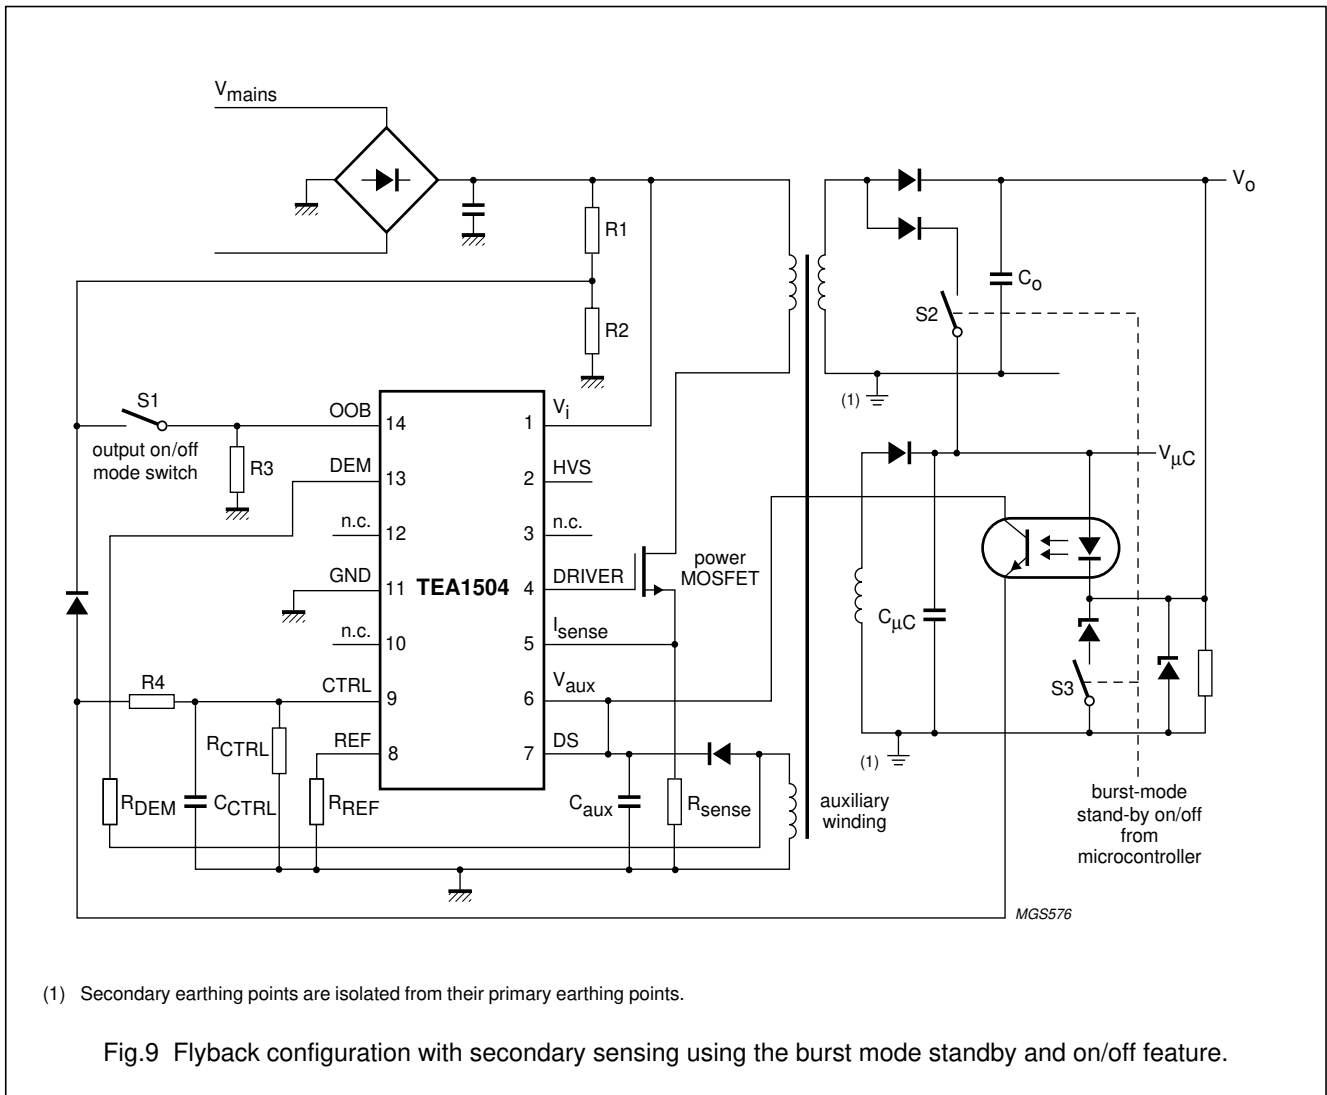 Vmains
R1
R2
Vo
Co
S2
(1)
S1
output on/off
mode switch
R3
OOB
14
DEM
13
n.c.
12
GND
11
n.c.
10
CTRL
9
REF
8
TEA1504
1
Vi
2
HVS
3
n.c.
4
DRIVER
5
Isense
6
Vaux
7
DS
power
MOSFET
VμC
CμC
S3
(1)
R4
RCTRL
RDEM
CCTRL
RREF
Caux
Rsense
auxiliary
winding
burst-mode
stand-by on/off
from
microcontroller
MGS576
(1) Secondary earthing points are isolated from their primary earthing points.
Fig.9 Flyback configuration with secondary sensing using the burst mode standby and on/off feature.